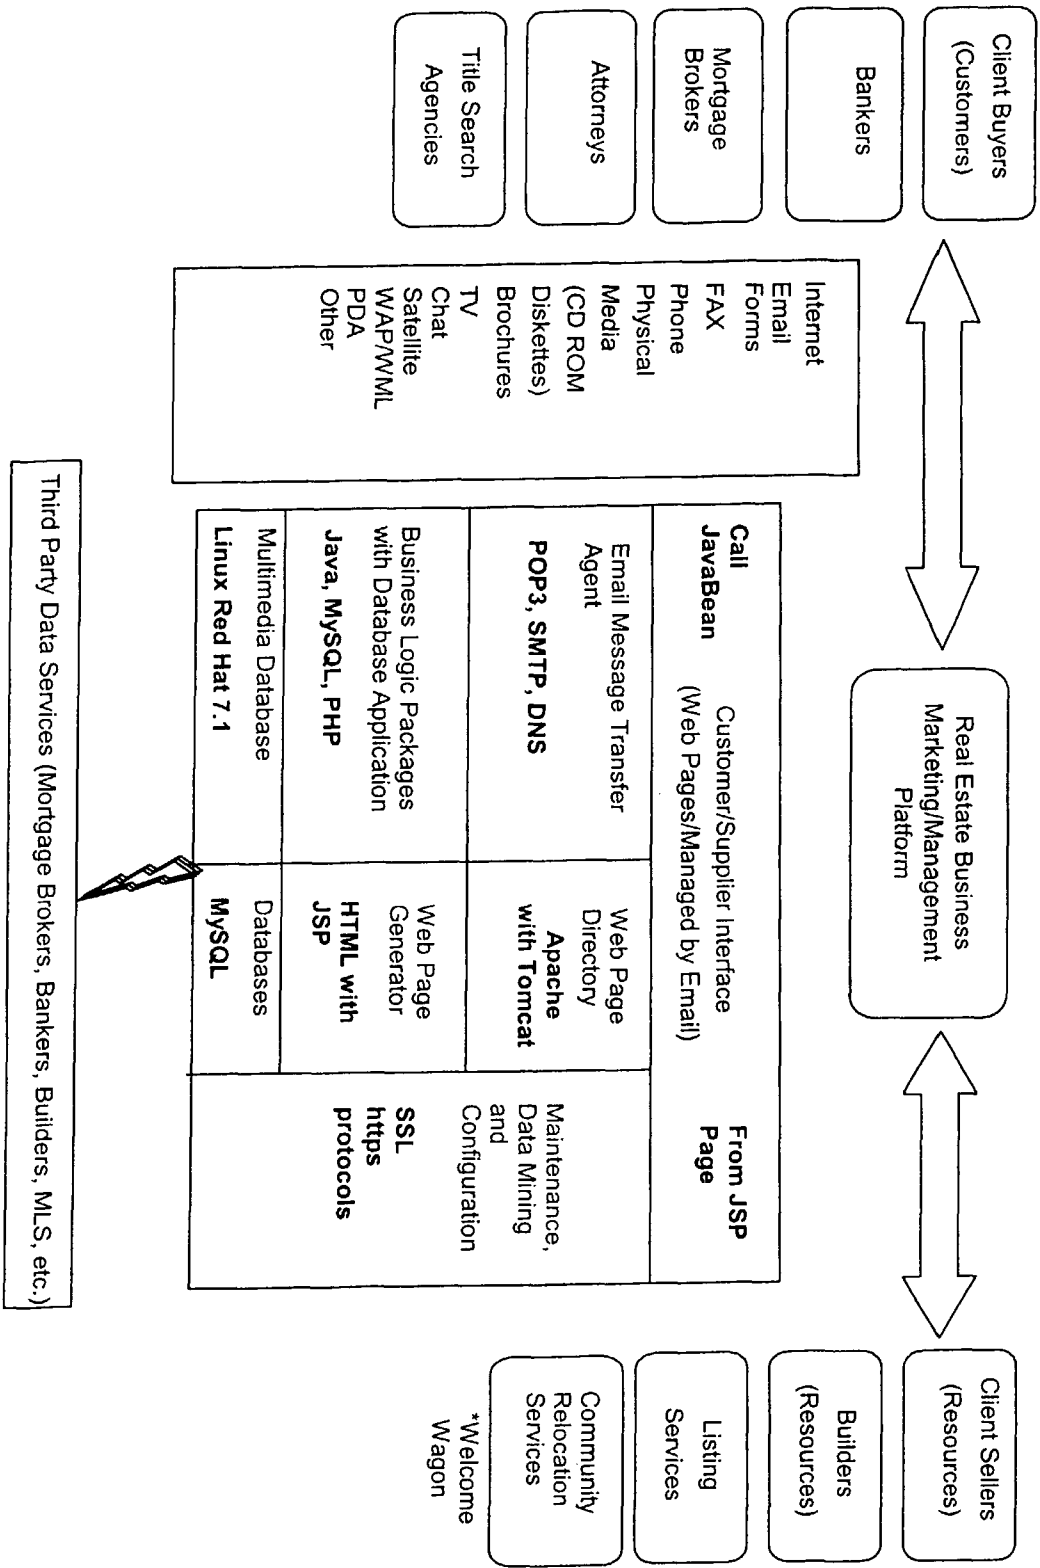 Client Buyers
(Customers)
Bankers
Mortgage
Brokers
Attorneys
Title Search
Agencies
Internet
Email
Forms
FAX
Phone
Physical
Media
(CD ROM
Diskettes)
Brochures
TV
Chat
Satellite
WAP/WML
PDA
Other
Real Estate Business
Marketing/Management
Platform
Call
JavaBean
Customer/Supplier Interface
(Web Pages/Managed by Email)
From JSP
Page
Email Message Transfer
Agent
POP3, SMTP, DNS
Web Page
Directory
Apache
with Tomcat
Business Logic Packages
with Database Application
Java, MySQL, PHP
Web Page
Generator
HTML with
JSP
Multimedia Database
Linux Red Hat 7.1
Databases
MySQL
Maintenance,
Data Mining
and
Configuration
SSL
https
protocols
Client Sellers
(Resources)
Builders
(Resources)
Listing
Services
Community
Relocation
Services
*Welcome
Wagon
Third Party Data Services (Mortgage Brokers, Bankers, Builders, MLS, etc.)